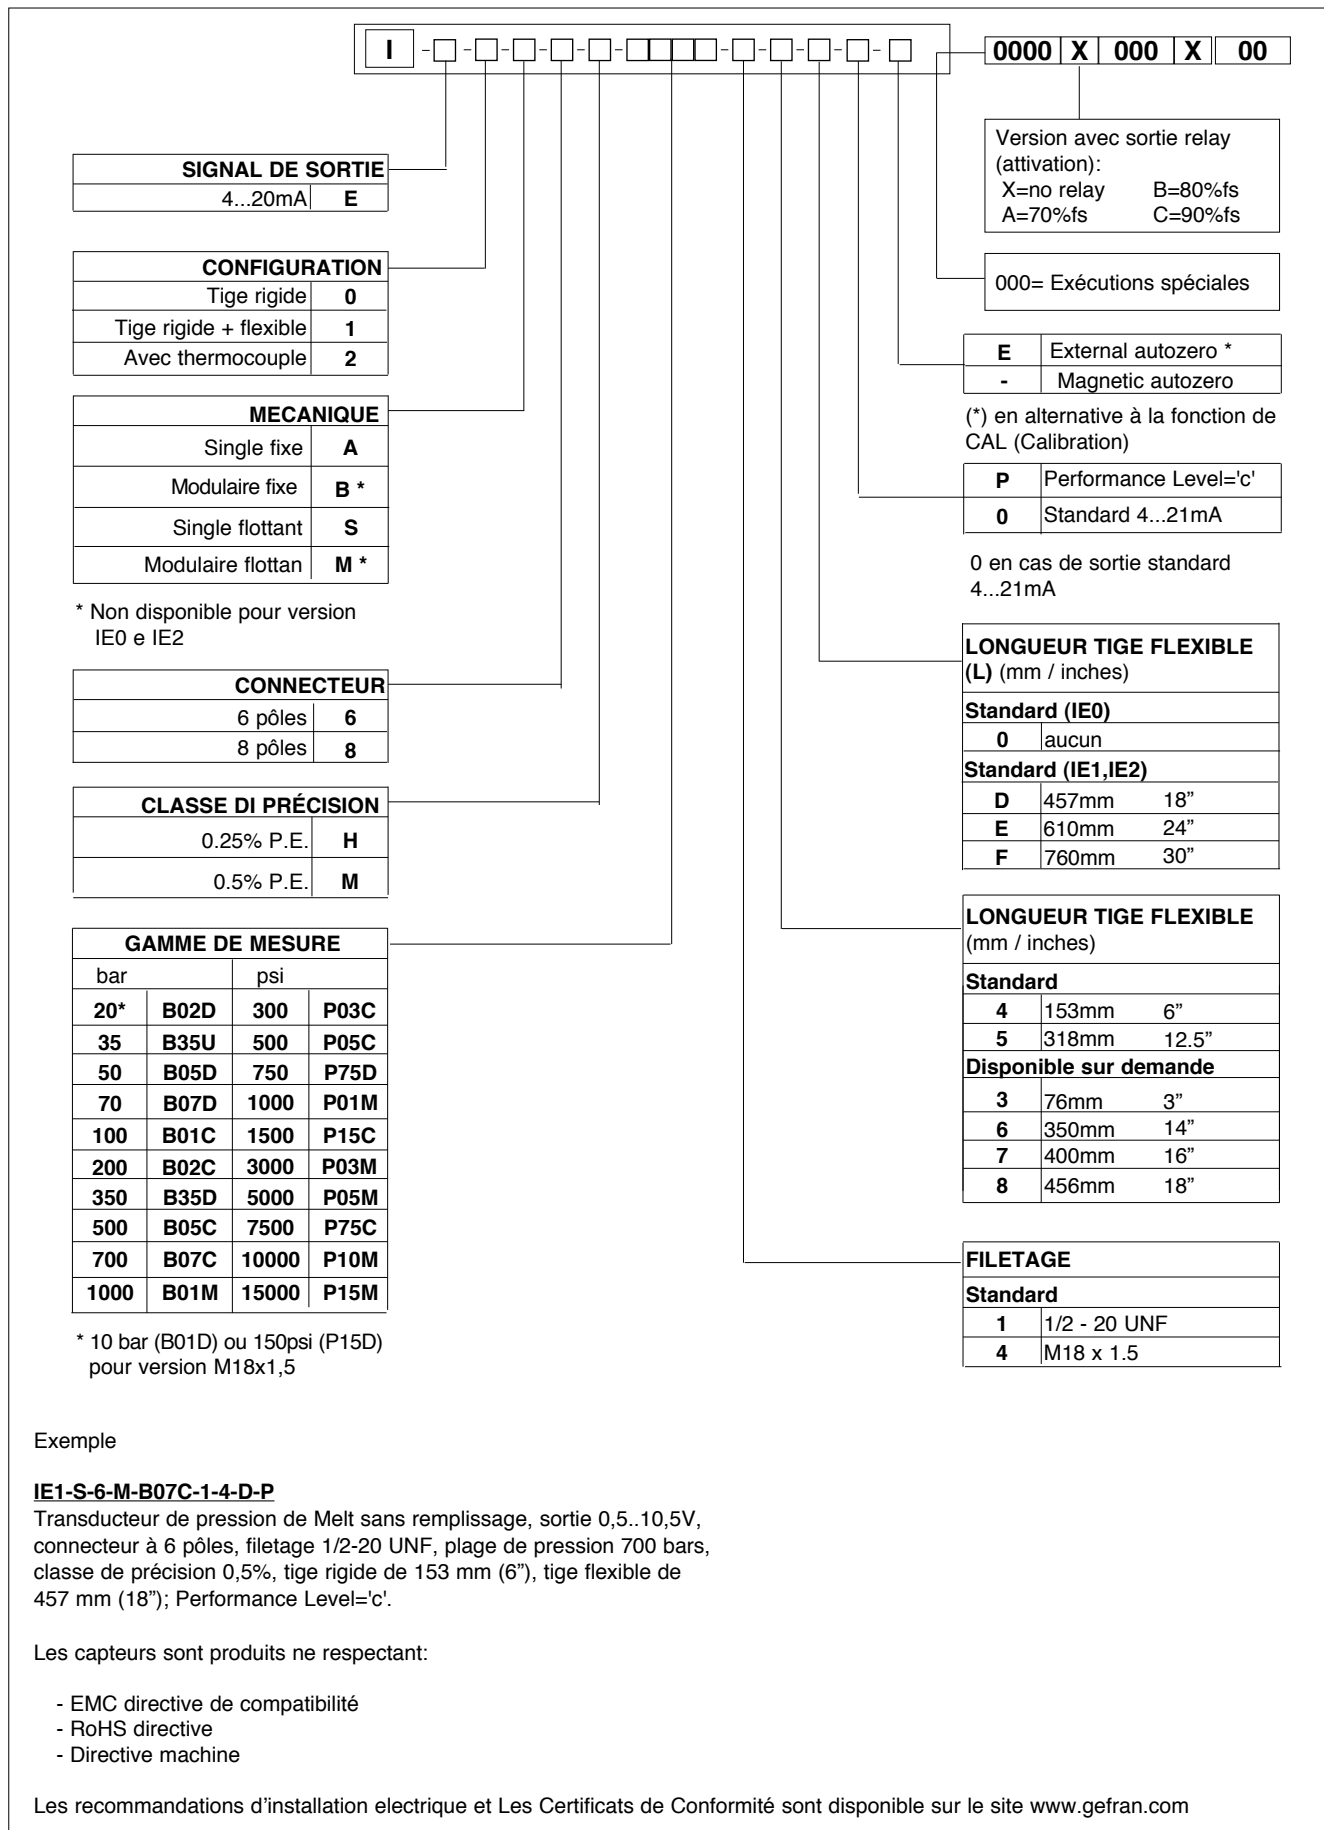 I - - - - - - - - - - -
0000 X 000 X 00
Version avec sortie relay
(attivation):
X=no relay B=80%fs
A=70%fs C=90%fs
000= Exécutions spéciales
SIGNAL DE SORTIE
4...20mA E
CONFIGURATION
Tige rigide 0
Tige rigide + flexible 1
Avec thermocouple 2
MECANIQUE
Single fixe A
Modulaire fixe B *
Single flottant S
Modulaire flottan M *
* Non disponible pour version
IE0 e IE2
CONNECTEUR
6 pôles 6
8 pôles 8
CLASSE DI PRÉCISION
0.25% P.E. H
0.5% P.E. M
GAMME DE MESURE
bar psi
20* B02D 300 P03C
35 B35U 500 P05C
50 B05D 750 P75D
70 B07D 1000 P01M
100 B01C 1500 P15C
200 B02C 3000 P03M
350 B35D 5000 P05M
500 B05C 7500 P75C
700 B07C 10000 P10M
1000 B01M 15000 P15M
* 10 bar (B01D) ou 150psi (P15D)
pour version M18x1,5
E External autozero *
- Magnetic autozero
(*) en alternative à la fonction de
CAL (Calibration)
P Performance Level='c'
0 Standard 4...21mA
0 en cas de sortie standard
4...21mA
LONGUEUR TIGE FLEXIBLE
(L) (mm / inches)
Standard (IE0)
0 aucun
Standard (IE1,IE2)
D 457mm 18”
E 610mm 24”
F 760mm 30”
LONGUEUR TIGE FLEXIBLE
(mm / inches)
Standard
4 153mm 6”
5 318mm 12.5”
Disponible sur demande
3 76mm 3”
6 350mm 14”
7 400mm 16”
8 456mm 18”
FILETAGE
Standard
1 1/2 - 20 UNF
4 M18 x 1.5
Exemple
IE1-S-6-M-B07C-1-4-D-P
Transducteur de pression de Melt sans remplissage, sortie 0,5..10,5V,
connecteur à 6 pôles, filetage 1/2-20 UNF, plage de pression 700 bars,
classe de précision 0,5%, tige rigide de 153 mm (6”), tige flexible de
457 mm (18”); Performance Level='c'.
Les capteurs sont produits ne respectant:
- EMC directive de compatibilité
- RoHS directive
- Directive machine
Les recommandations d’installation electrique et Les Certificats de Conformité sont disponible sur le site www.gefran.com